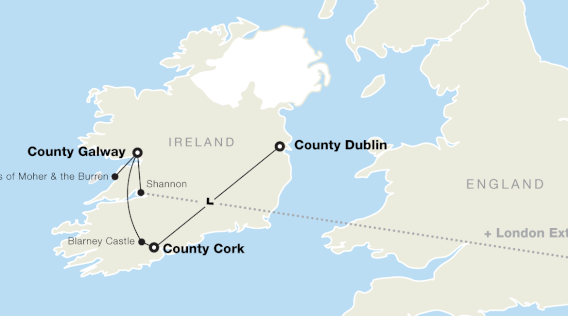 IRELAND
County Dublin
County Galway
s of Moher & the Burren
Shannon
ENGLAND
L
+ London Ext
Blarney Castle
County Cork